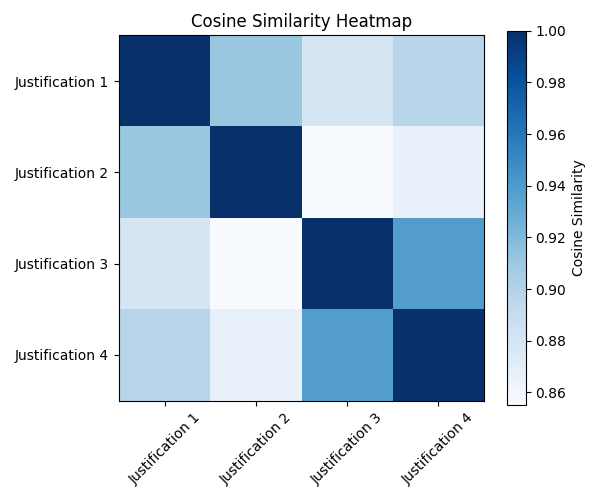 Cosine Similarity Heatmap
Justification 1
Justification 2
Justification 3
Justification 4
Justification 1
Justification 2
Justification 3
Justification 4
1.00
0.98
0.96
0.94
0.92
0.90
0.88
0.86
Cosine Similarity